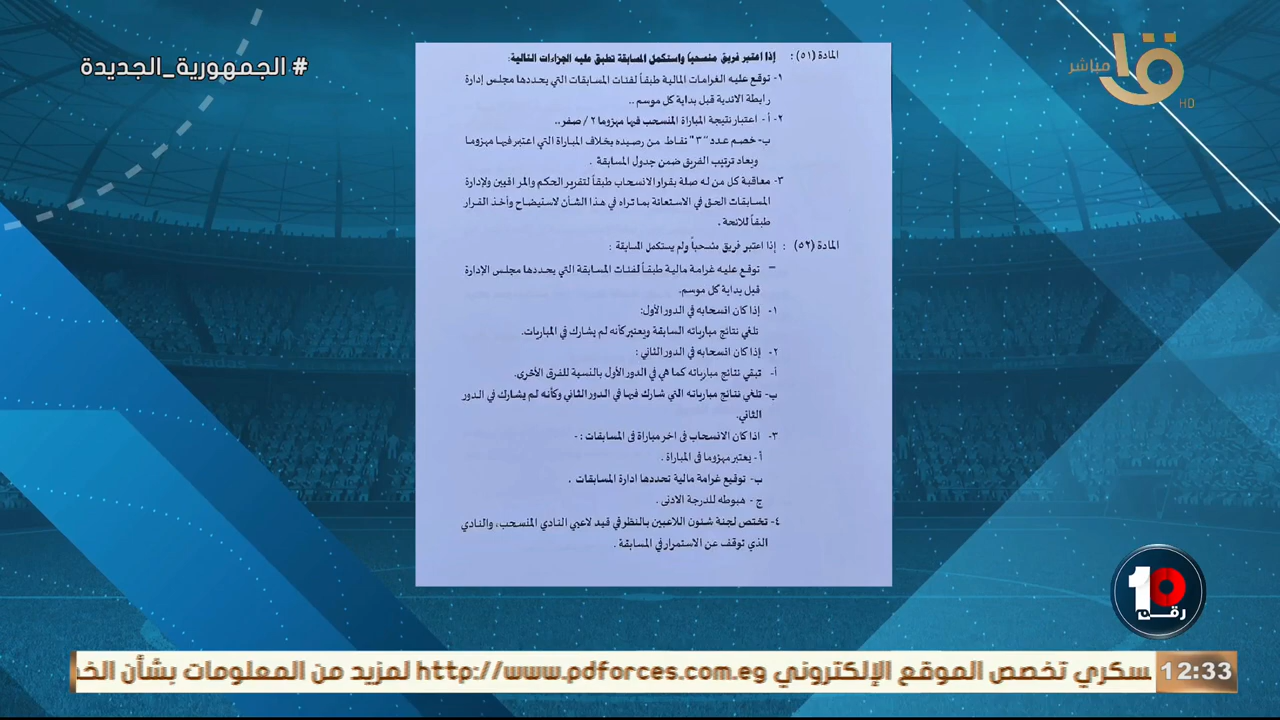 # الجمهورية_الجديدة
مباشر
HD
المادة (٥١) : إذا اعتبر فريق منسحباً واستكمل المسابقة تطبق عليه الجزاءات التالية:
١- توقع عليه الغرامات المالية طبقاً لفئات المسابقات التي يحددها مجلس إدارة
رابطة الاندية قبل بداية كل موسم ..
٢- أ - اعتبار نتيجة المباراة المنسحب فيها مهزوما ٢ / صفر..
ب- خصم عدد "٣" نقاط من رصيده بخلاف المباراة التي اعتبر فيها مهزوما
ويعاد ترتيب الفريق ضمن جدول المسابقة .
٣- معاقبة كل من له صلة بقرار الانسحاب طبقاً لتقرير الحكم والمراقبين ولإدارة
المسابقات الحق في الاستعانة بما تراه في هذا الشأن لاستيضاح وأخذ القرار
طبقاً للائحة .
المادة (٥٢) : إذا اعتبر فريق منسحباً ولم يستكمل المسابقة :
– توقع عليه غرامة مالية طبقاً لفئات المسابقة التي يحددها مجلس الإدارة
قبل بداية كل موسم.
١- إذا كان انسحابه في الدور الأول:
تلغي نتائج مبارياته السابقة ويعتبر كأنه لم يشارك في المباريات.
٢- إذا كان انسحابه في الدور الثاني :
أ- تبقي نتائج مبارياته كما هي في الدور الأول بالنسبة للفرق الأخرى.
ب- تلغي نتائج مبارياته التي شارك فيها في الدور الثاني وكأنه لم يشارك في الدور
الثاني.
٣- اذا كان الانسحاب فى اخر مباراة فى المسابقات : -
أ- يعتبر مهزوما فى المباراة .
ب- توقيع غرامة مالية تحددها ادارة المسابقات .
ج - هبوطه للدرجة الادنى .
٤- تختص لجنة شئون اللاعبين بالنظر في قيد لاعبي النادي المنسحب، والنادي
الذي توقف عن الاستمرار في المسابقة .
رقم 10
سكري تخصص الموقع الإلكتروني http://www.pdforces.com.eg لمزيد من المعلومات بشأن
12:33